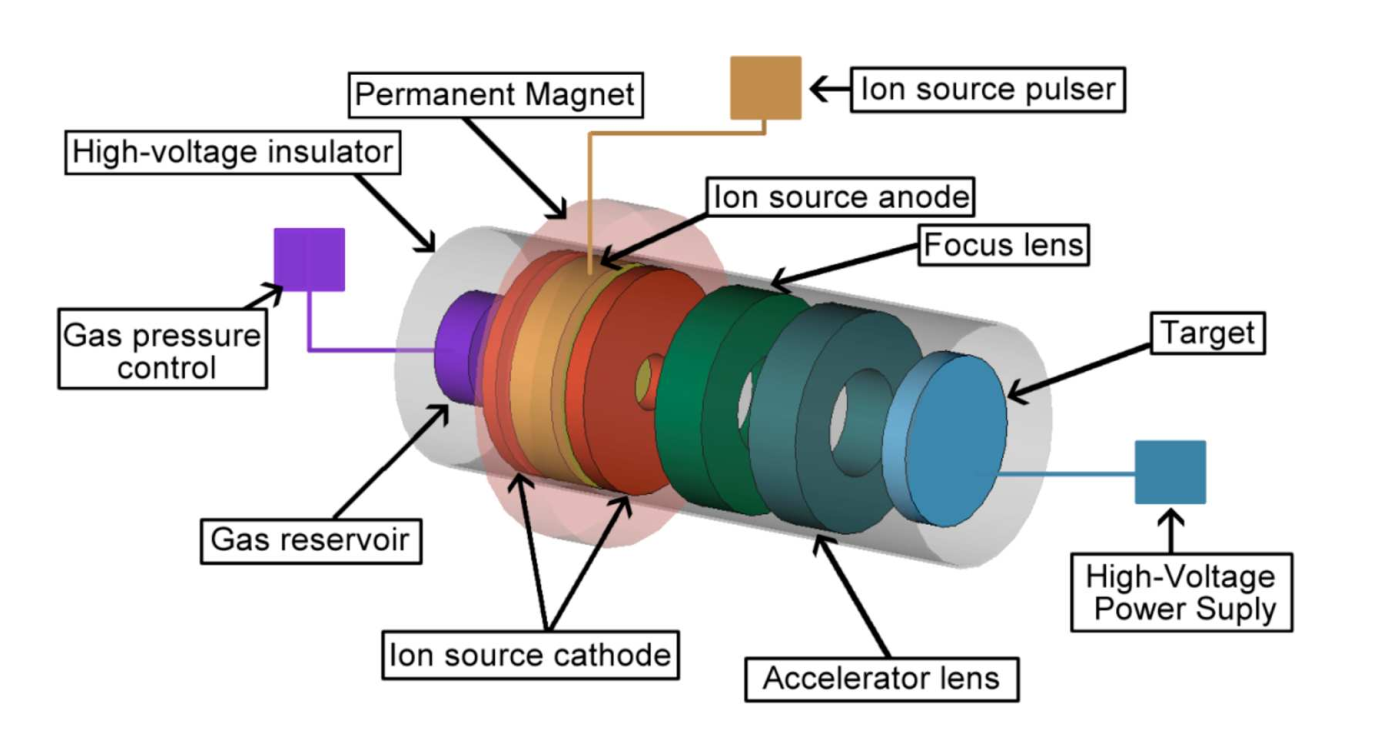 Permanent Magnet
Ion source pulser
High-voltage insulator
Ion source anode
Focus lens
Gas pressure
control
Target
Gas reservoir
High-Voltage
Power Suply
Ion source cathode
Accelerator lens